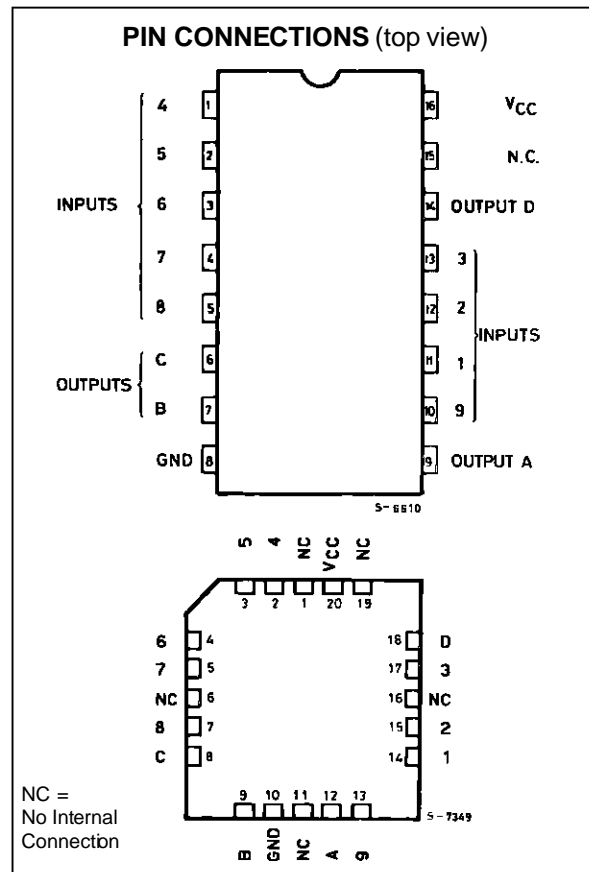 PIN CONNECTIONS (top view)
4 1 16 VCC
5 2 15 N.C.
INPUTS 6 3 14 OUTPUT D
7 4 13 3
8 5 12 2
INPUTS
C 6 11 1
OUTPUTS
B 7 10 9
GND 8 9 OUTPUT A
S-6610
5 4 NC VCC NC
3 2 1 20 19
6 4 18 D
7 5 17 3
NC 6 16 NC
8 7 15 2
C 8 14 1
9 10 11 12 13
B GND NC A 9
S-7349
NC =
No Internal
Connection